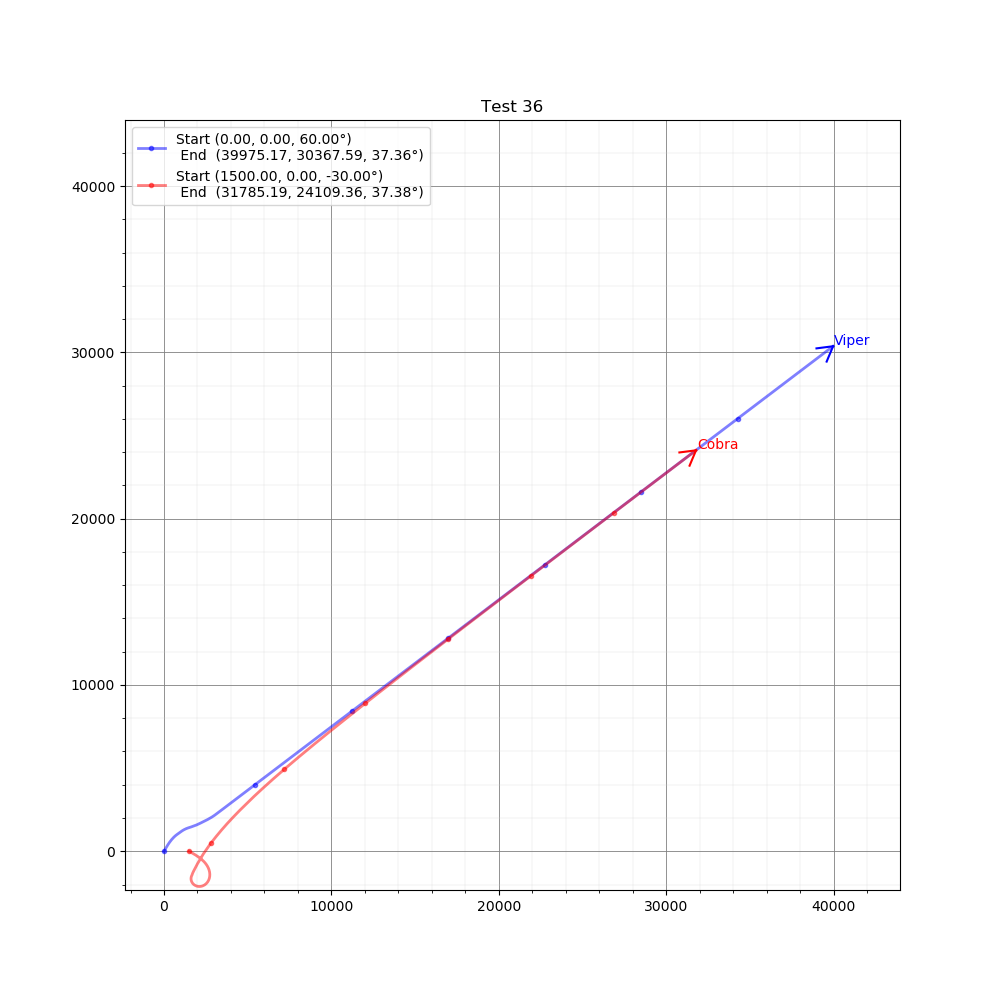 Test 36
Start (0.00, 0.00, 60.00°)
End (39975.17, 30367.59, 37.36°)
Start (1500.00, 0.00, -30.00°)
End (31785.19, 24109.36, 37.38°)
40000
30000
20000
10000
0
Viper
Cobra
0 10000 20000 30000 40000